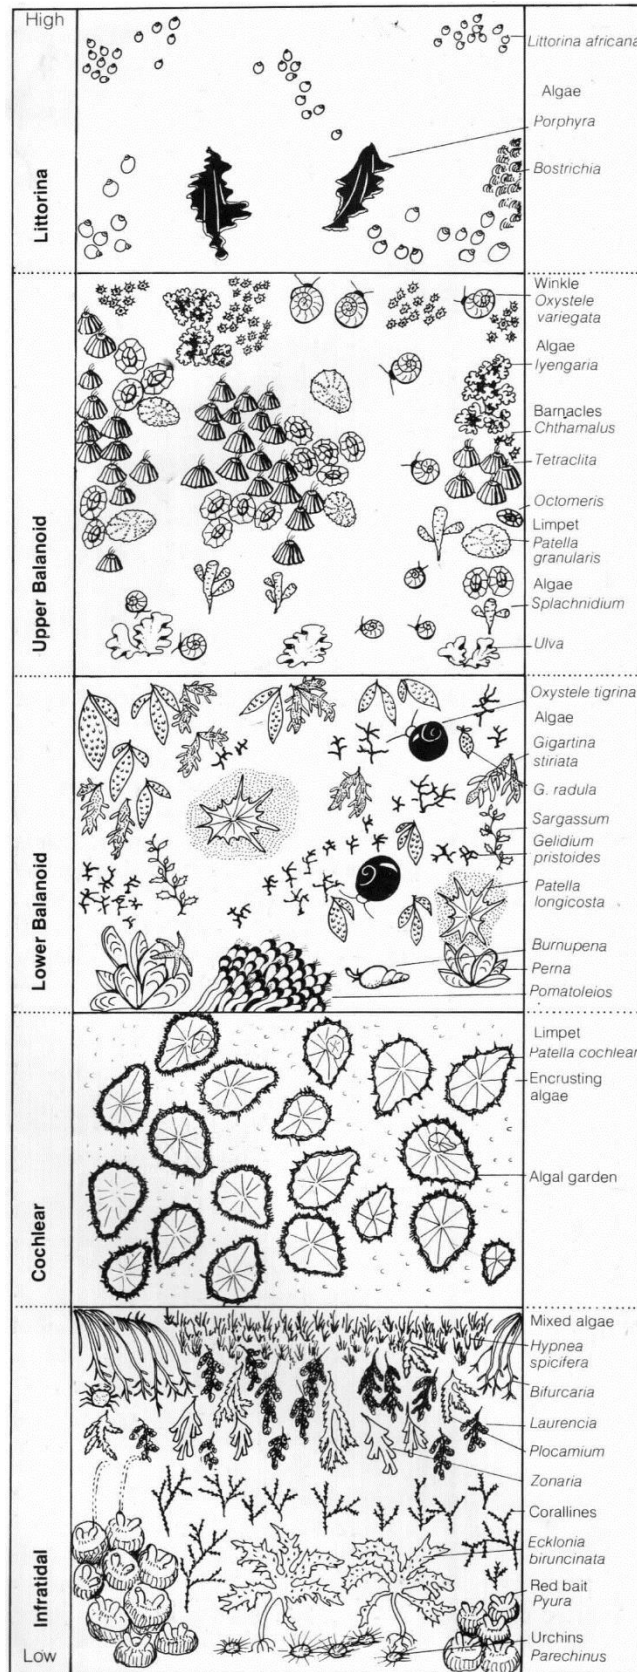 High
Littorina
Littorina africana
Algae
Porphyra
Bostrichia
Upper Balanoid
Winkle
Oxystele
variegata
Algae
Iyengaria
Barnacles
Chthamalus
Tetraclita
Octomeris
Limpet
Patella
granularis
Algae
Splachnidium
Ulva
Lower Balanoid
Oxystele tigrina
Algae
Gigartina
stiriata
G. radula
Sargassum
Gelidium
pristoides
Patella
longicosta
Burnupena
Perna
Pomatoleios
Cochlear
Limpet
Patella cochlear
Encrusting
algae
Algal garden
Infratidal
Mixed algae
Hypnea
spicifera
Bifurcaria
Laurencia
Plocamium
Zonaria
Corallines
Ecklonia
biruncinata
Red bait
Pyura
Urchins
Parechinus
Low